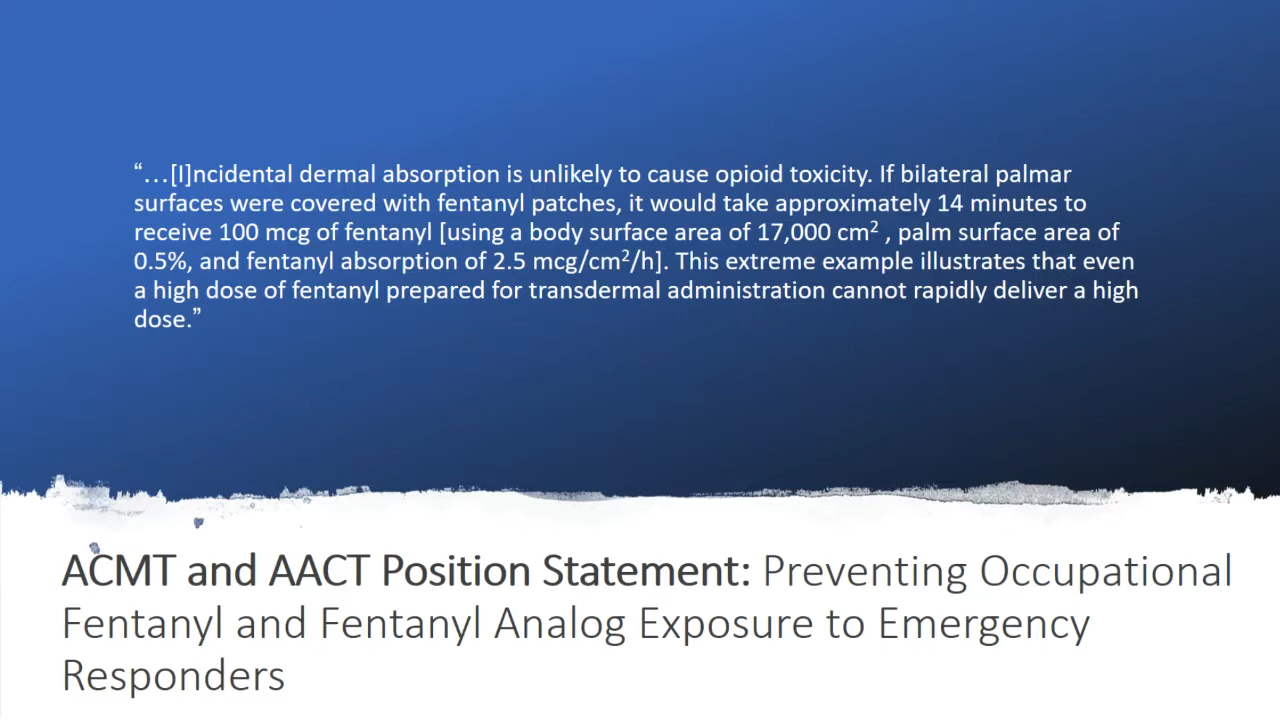 “…[I]ncidental dermal absorption is unlikely to cause opioid toxicity. If bilateral palmar
surfaces were covered with fentanyl patches, it would take approximately 14 minutes to
receive 100 mcg of fentanyl [using a body surface area of 17,000 cm² , palm surface area of
0.5%, and fentanyl absorption of 2.5 mcg/cm²/h]. This extreme example illustrates that even
a high dose of fentanyl prepared for transdermal administration cannot rapidly deliver a high
dose.”
ACMT and AACT Position Statement: Preventing Occupational
Fentanyl and Fentanyl Analog Exposure to Emergency
Responders